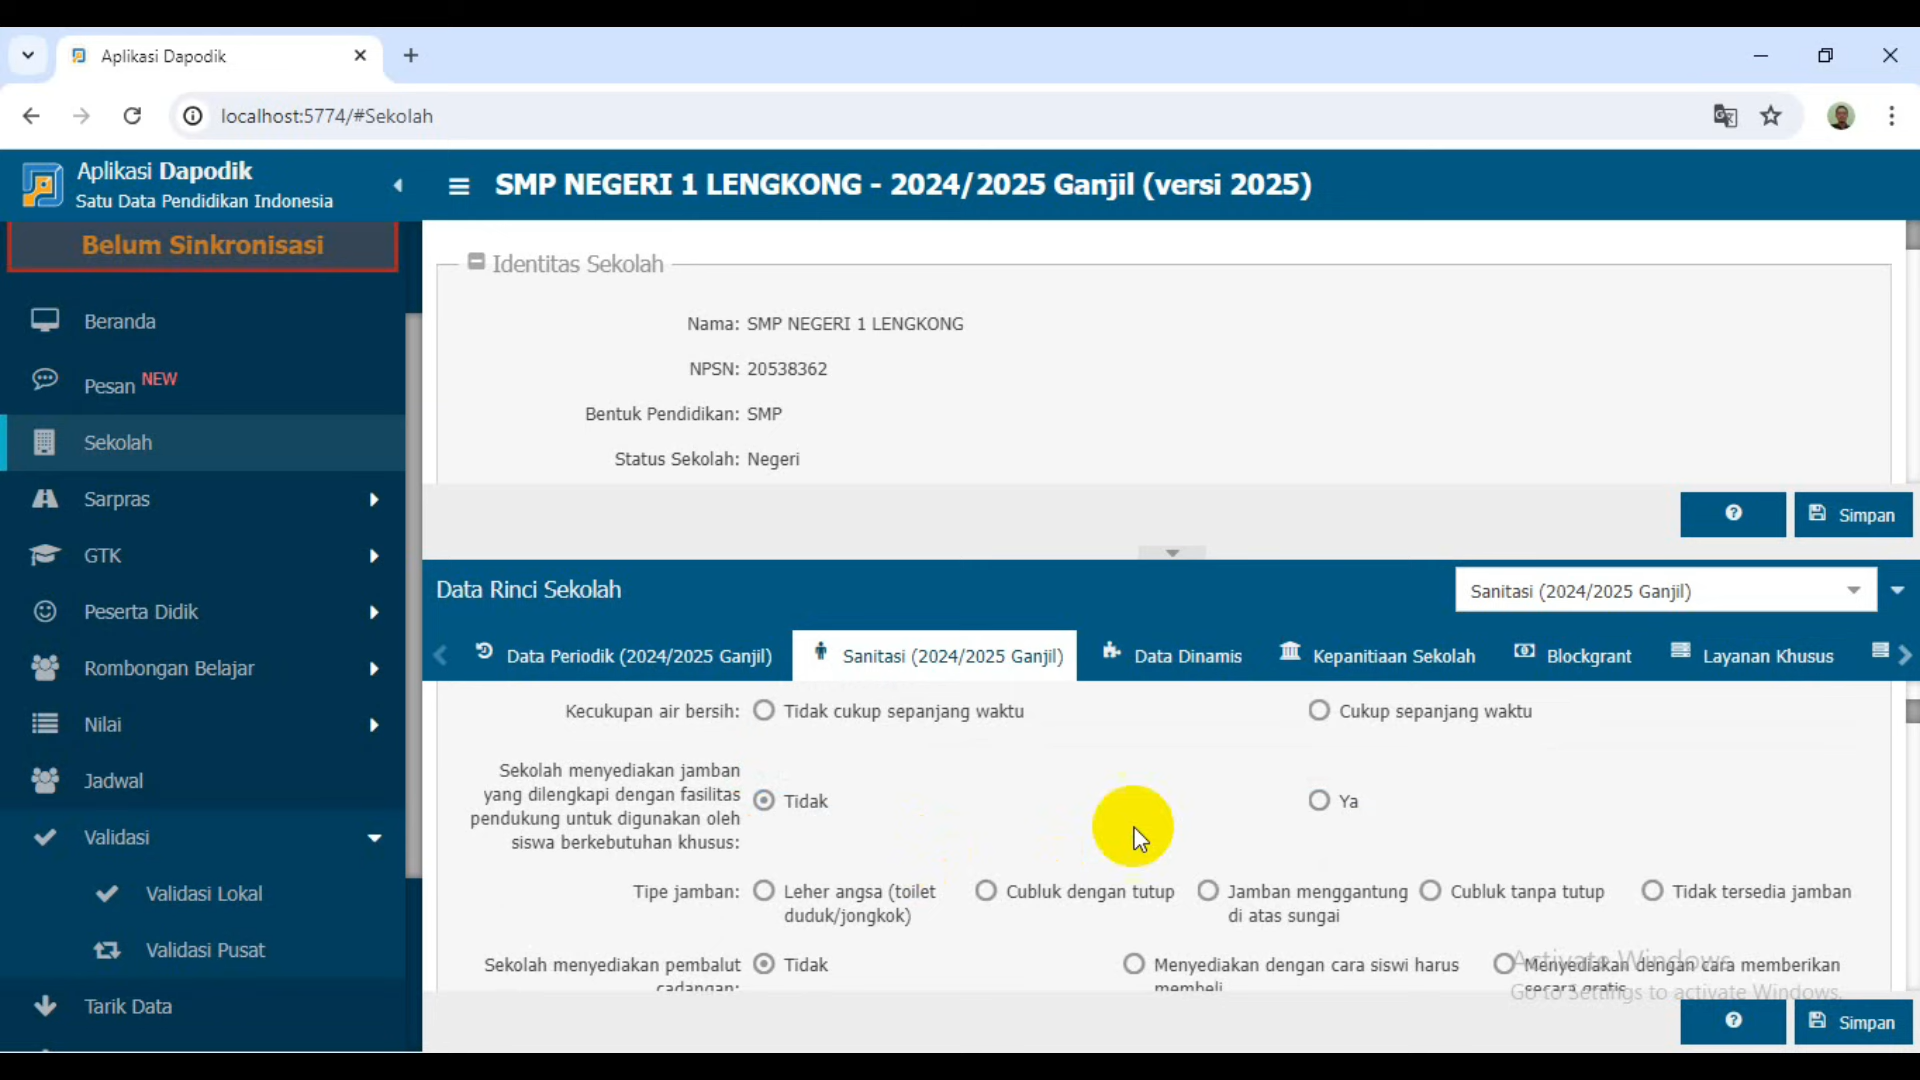 Aplikasi Dapodik
localhost:5774/#Sekolah
Aplikasi Dapodik
Satu Data Pendidikan Indonesia
SMP NEGERI 1 LENGKONG - 2024/2025 Ganjil (versi 2025)
Belum Sinkronisasi
Beranda
Pesan NEW
Sekolah
Sarpras
GTK
Peserta Didik
Rombongan Belajar
Nilai
Jadwal
Validasi
Validasi Lokal
Validasi Pusat
Tarik Data
Identitas Sekolah
Nama: SMP NEGERI 1 LENGKONG
NPSN: 20538362
Bentuk Pendidikan: SMP
Status Sekolah: Negeri
Simpan
Data Rinci Sekolah
Sanitasi (2024/2025 Ganjil)
Data Periodik (2024/2025 Ganjil) Sanitasi (2024/2025 Ganjil) Data Dinamis Kepanitiaan Sekolah Blockgrant Layanan Khusus
Kecukupan air bersih: Tidak cukup sepanjang waktu Cukup sepanjang waktu
Sekolah menyediakan jamban
yang dilengkapi dengan fasilitas
pendukung untuk digunakan oleh
siswa berkebutuhan khusus:
Tidak Ya
Tipe jamban: Leher angsa (toilet Cubluk dengan tutup Jamban menggantung Cubluk tanpa tutup Tidak tersedia jamban
duduk/jongkok) di atas sungai
Sekolah menyediakan pembalut Tidak Menyediakan dengan cara siswi harus Menyediakan dengan cara memberikan
cadangan: membeli secara gratis
Activate Windows
Go to Settings to activate Windows.
Simpan